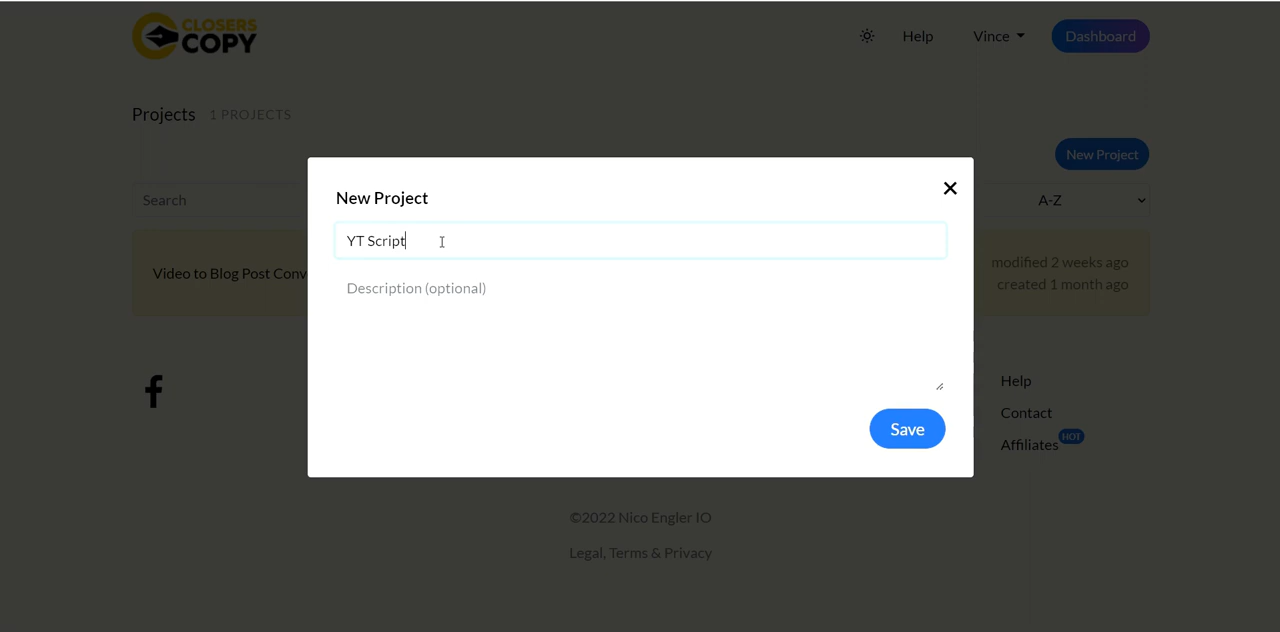 CLOSERS
COPY
Help
Vince
Dashboard
Projects 1 PROJECTS
New Project
Search
A-Z
New Project
YT Script
Description (optional)
Save
Video to Blog Post Conv
modified 2 weeks ago
created 1 month ago
Help
Contact
Affiliates HOT
©2022 Nico Engler IO
Legal, Terms & Privacy